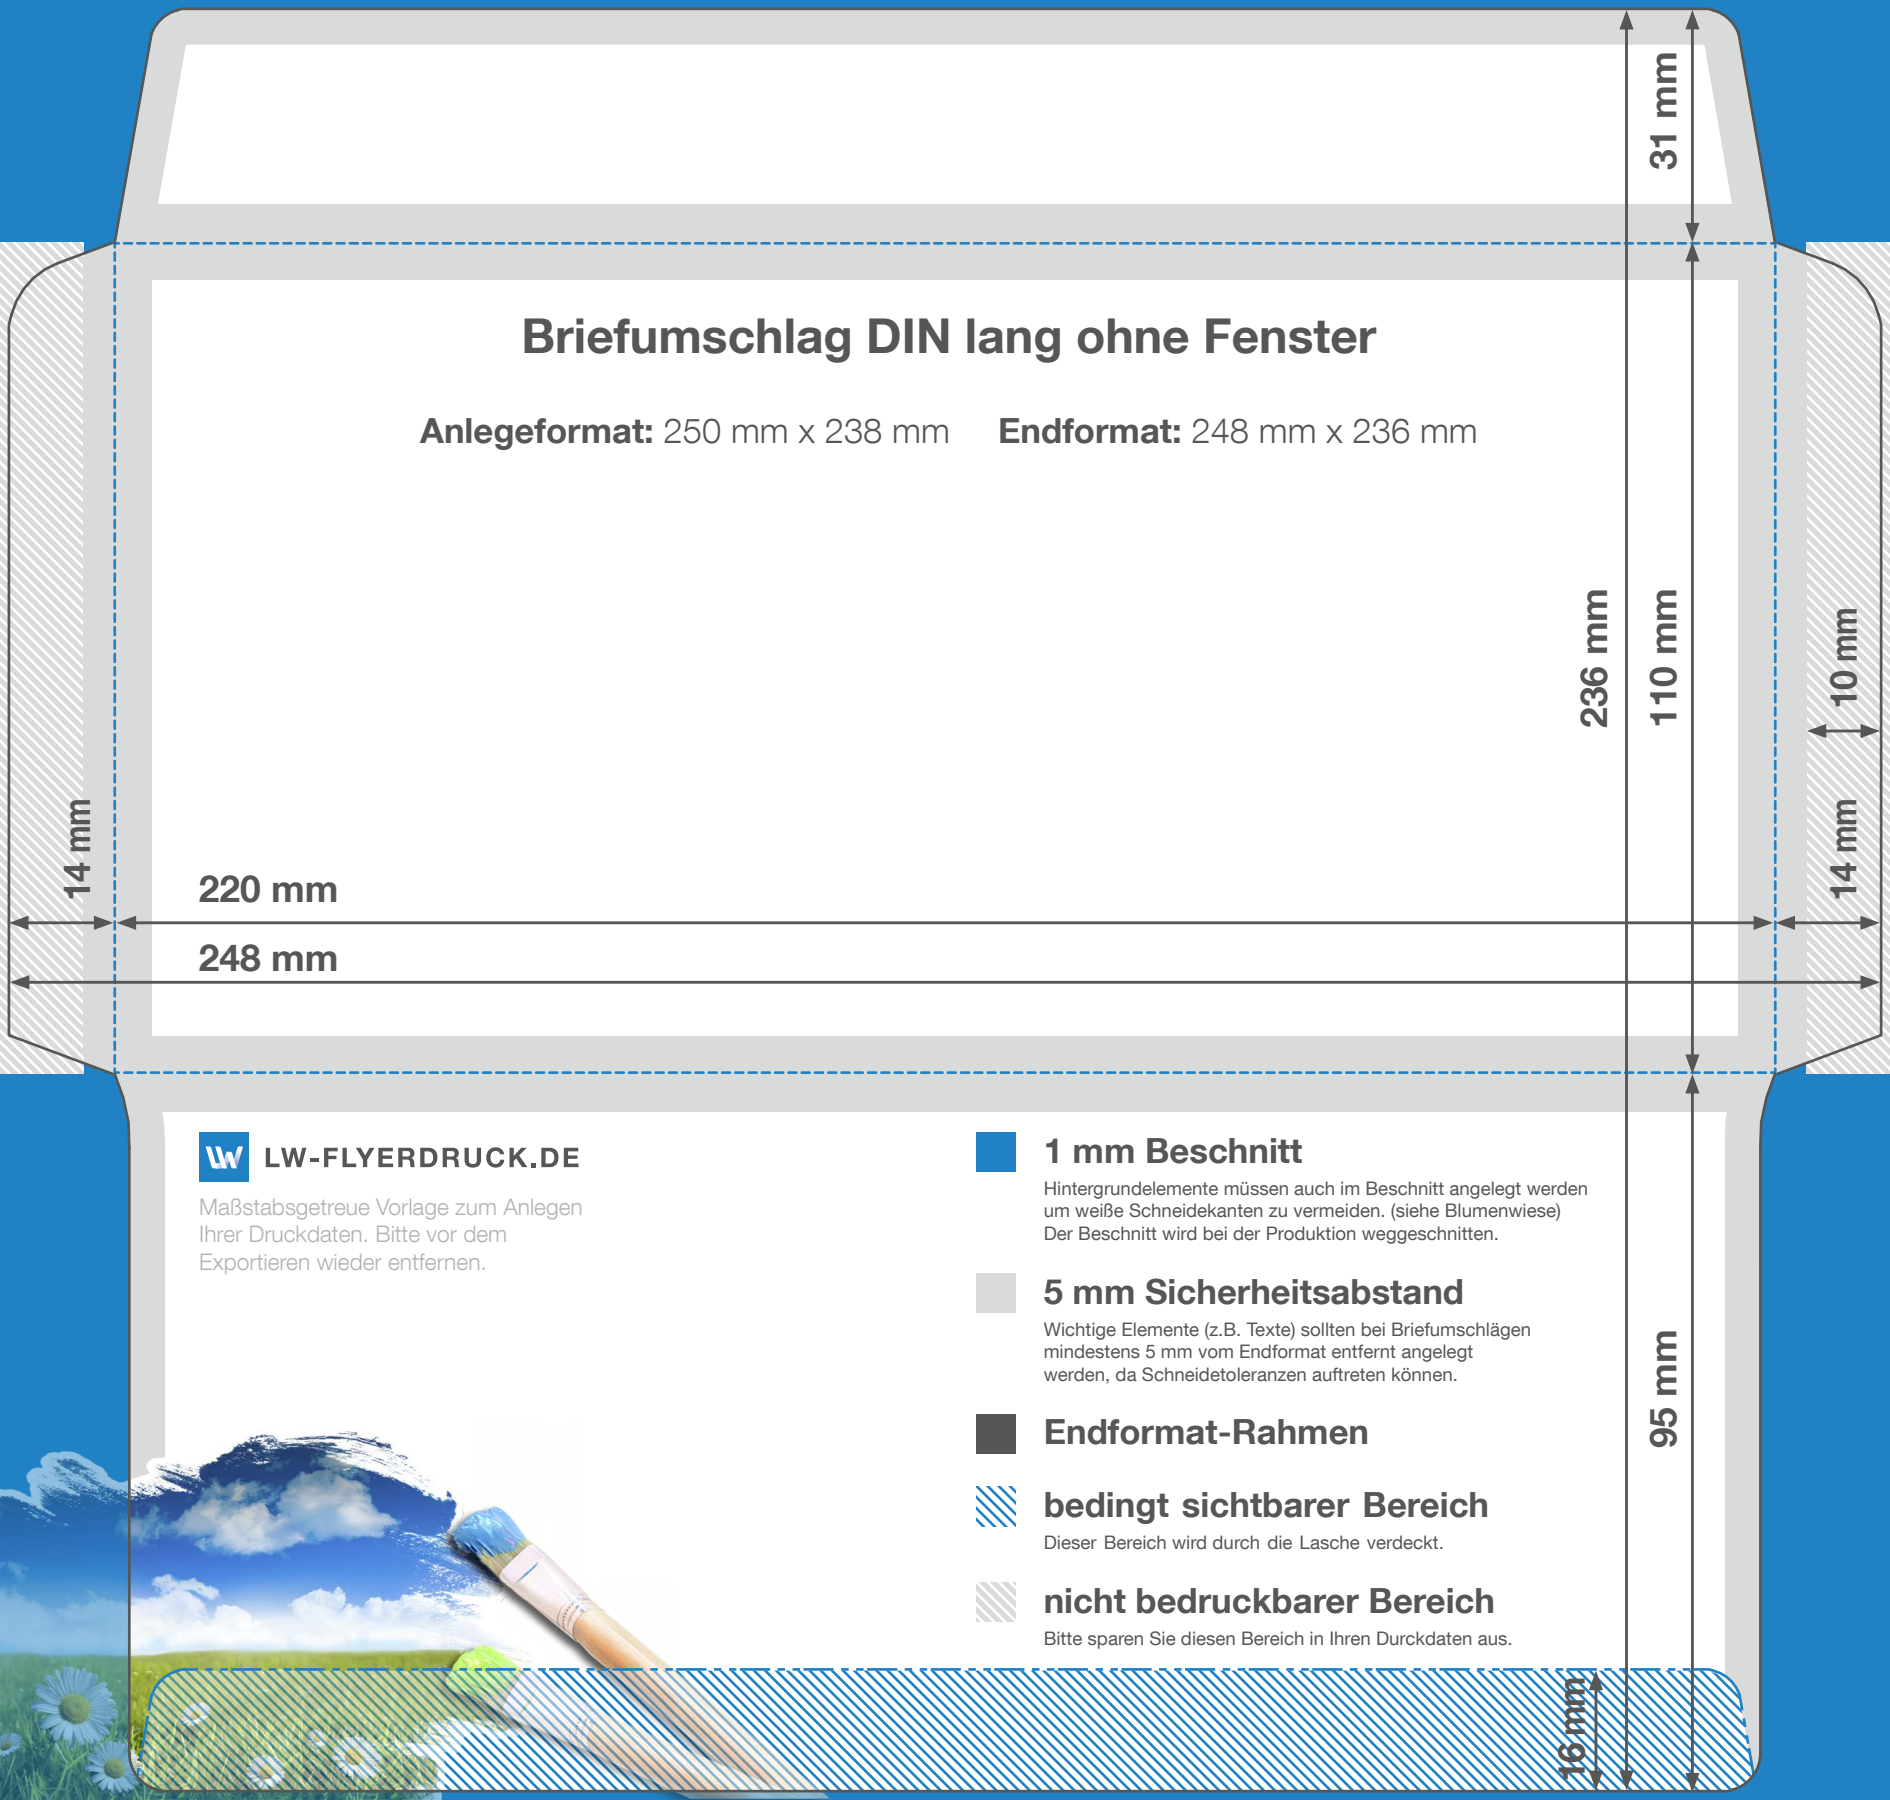 31 mm
Briefumschlag DIN lang ohne Fenster
Anlegeformat: 250 mm x 238 mm Endformat: 248 mm x 236 mm
236 mm
110 mm
10 mm
14 mm
14 mm
220 mm
248 mm
LW LW-FLYERDRUCK.DE
Maßstabsgetreue Vorlage zum Anlegen
Ihrer Druckdaten. Bitte vor dem
Exportieren wieder entfernen.
1 mm Beschnitt
Hintergrundelemente müssen auch im Beschnitt angelegt werden
um weiße Schneidekanten zu vermeiden. (siehe Blumenwiese)
Der Beschnitt wird bei der Produktion weggeschnitten.
5 mm Sicherheitsabstand
Wichtige Elemente (z.B. Texte) sollten bei Briefumschlägen
mindestens 5 mm vom Endformat entfernt angelegt
werden, da Schneidetoleranzen auftreten können.
95 mm
Endformat-Rahmen
bedingt sichtbarer Bereich
Dieser Bereich wird durch die Lasche verdeckt.
nicht bedruckbarer Bereich
Bitte sparen Sie diesen Bereich in Ihren Durckdaten aus.
16 mm